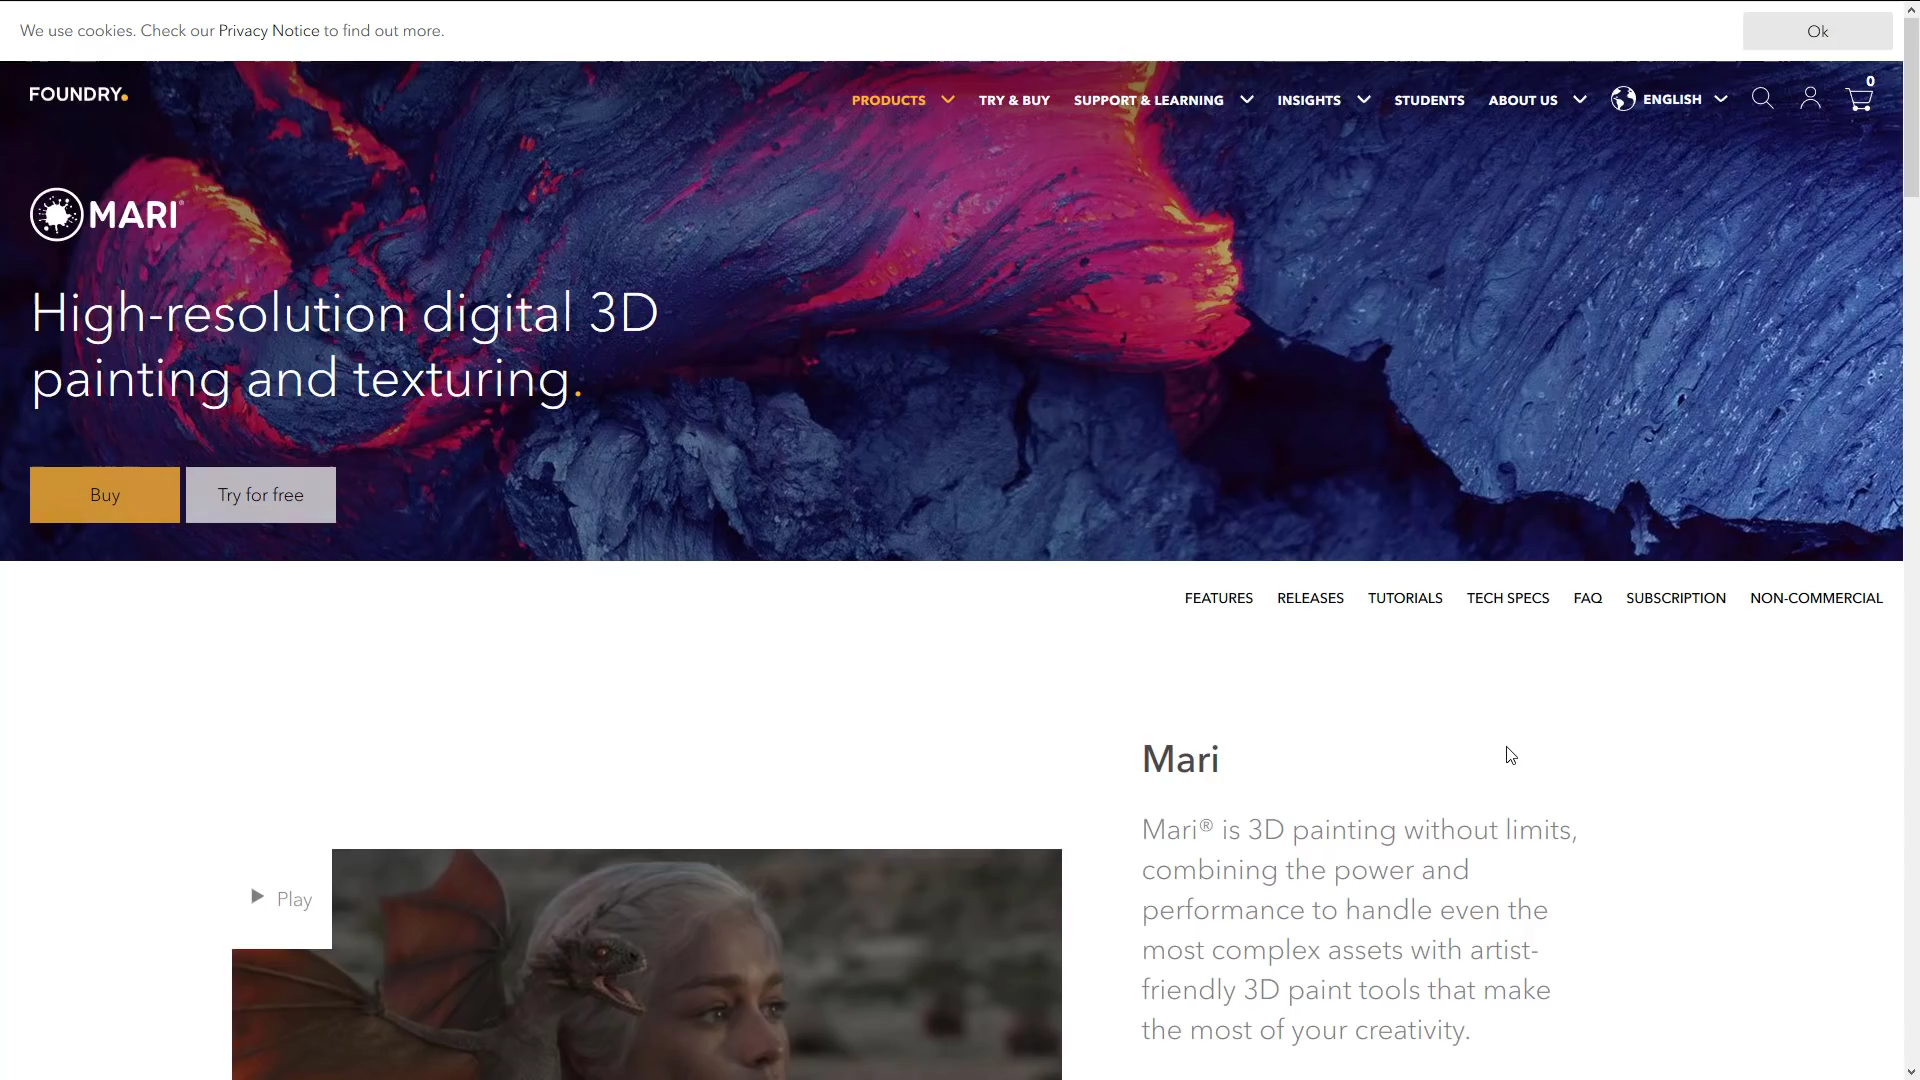 We use cookies. Check our Privacy Notice to find out more.
Ok
FOUNDRY.
PRODUCTS
TRY & BUY
SUPPORT & LEARNING
INSIGHTS
STUDENTS
ABOUT US
ENGLISH
0
MARI®
High-resolution digital 3D
painting and texturing.
Buy
Try for free
FEATURES
RELEASES
TUTORIALS
TECH SPECS
FAQ
SUBSCRIPTION
NON-COMMERCIAL
Play
Mari
Mari® is 3D painting without limits,
combining the power and
performance to handle even the
most complex assets with artist-
friendly 3D paint tools that make
the most of your creativity.